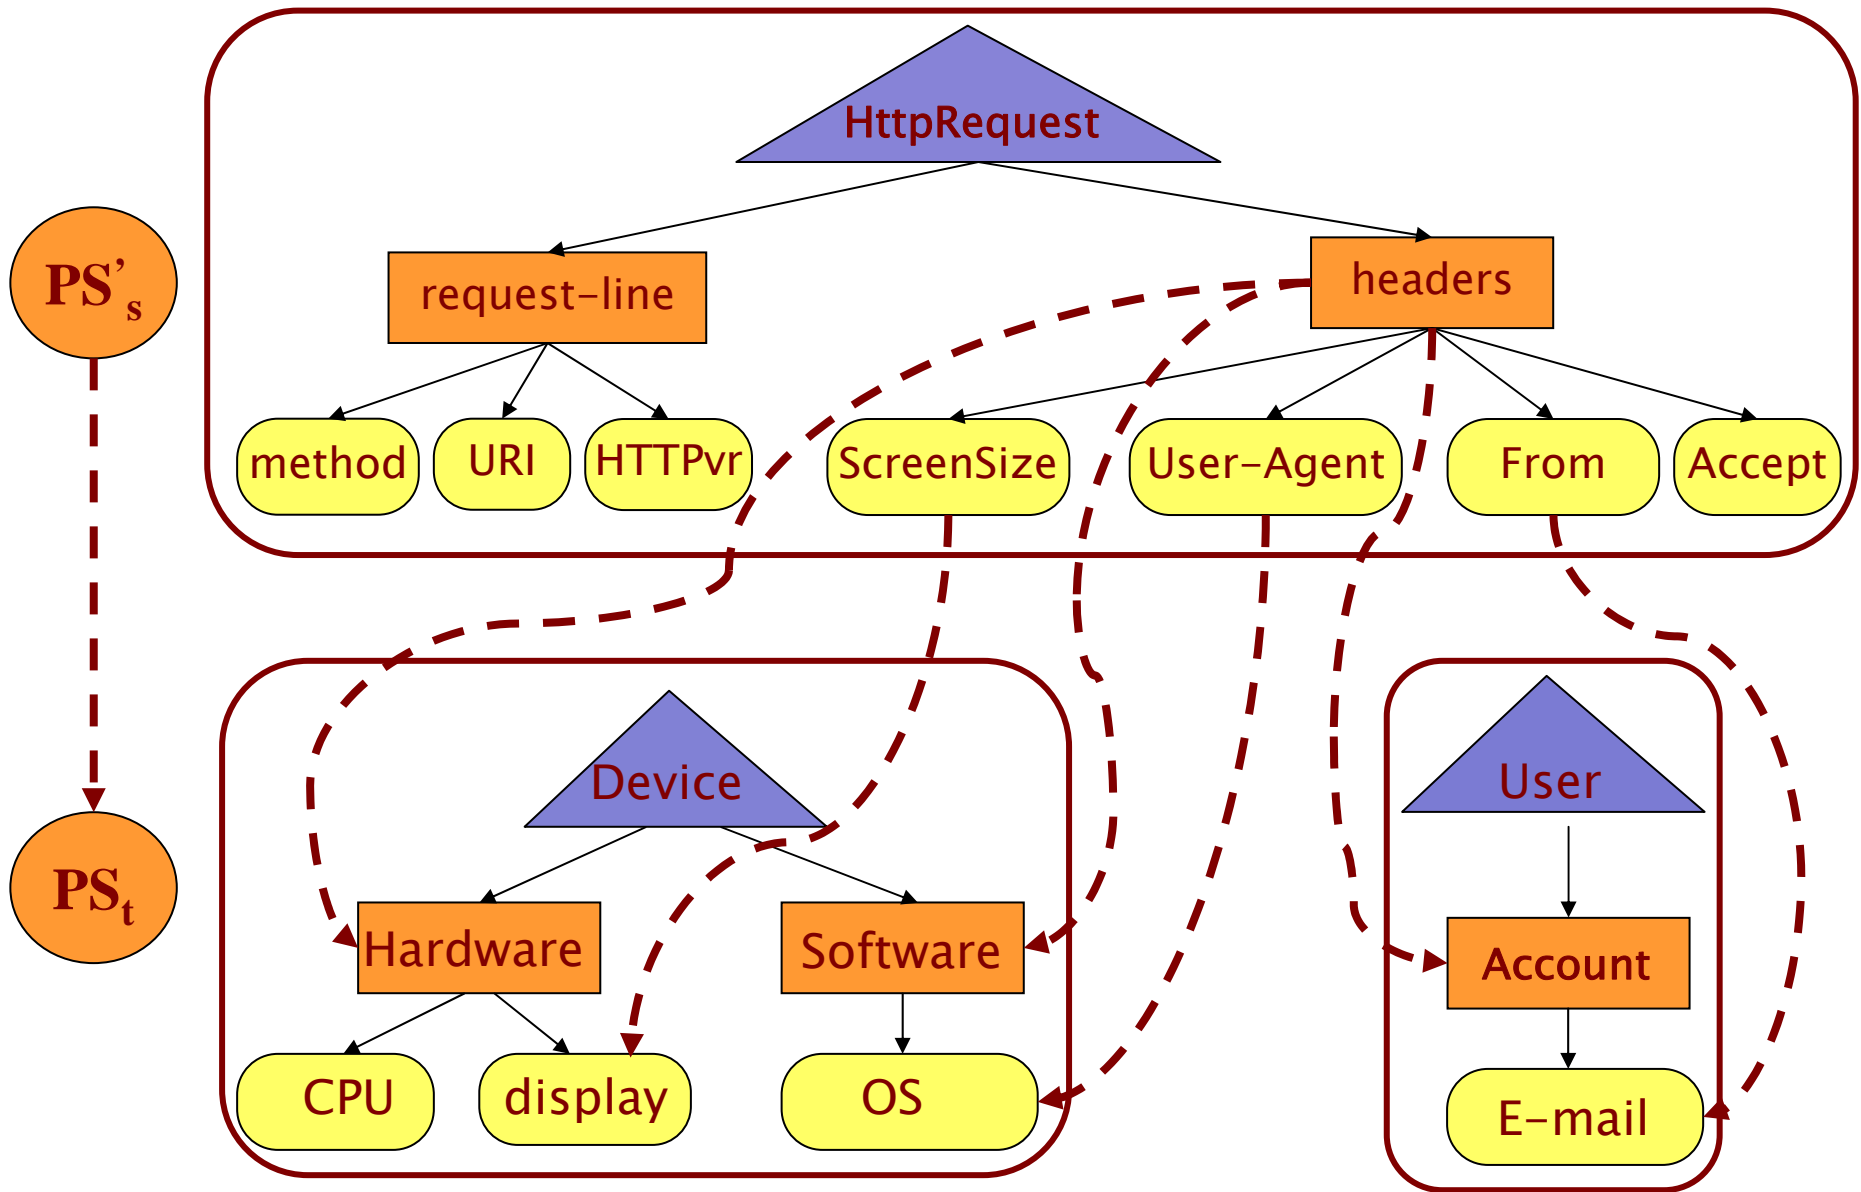 HttpRequest
PS's
request-line
headers
method
URI
HTTPvr
ScreenSize
User-Agent
From
Accept
Device
User
PSt
Hardware
Software
Account
CPU
display
OS
E-mail